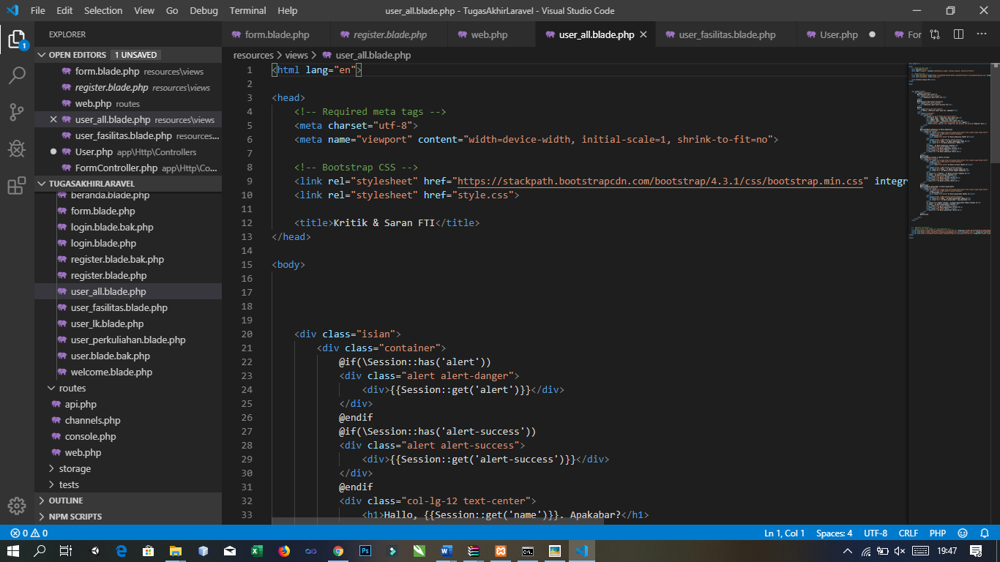 File Edit Selection View Go Debug Terminal Help user_all.blade.php - TugasAkhirLaravel - Visual Studio Code
EXPLORER
OPEN EDITORS 1 UNSAVED
form.blade.php resources\views
register.blade.php resources\views
web.php routes
user_all.blade.php resources\views
user_fasilitas.blade.php resources...
User.php app\Http\Controllers
FormController.php app\Http\Co...
TUGASAKHIRLARAVEL
beranda.blade.php
form.blade.php
login.blade.bak.php
login.blade.php
register.blade.bak.php
register.blade.php
user_all.blade.php
user_fasilitas.blade.php
user_lk.blade.php
user_perkuliahan.blade.php
user.blade.bak.php
welcome.blade.php
routes
api.php
channels.php
console.php
web.php
storage
tests
OUTLINE
NPM SCRIPTS
1
form.blade.php register.blade.php web.php user_all.blade.php user_fasilitas.blade.php User.php For
resources > views > user_all.blade.php
1 <html lang="en">
2
3 <head>
4 <!-- Required meta tags -->
5 <meta charset="utf-8">
6 <meta name="viewport" content="width=device-width, initial-scale=1, shrink-to-fit=no">
7
8 <!-- Bootstrap CSS -->
9 <link rel="stylesheet" href="https://stackpath.bootstrapcdn.com/bootstrap/4.3.1/css/bootstrap.min.css" integr
10 <link rel="stylesheet" href="style.css">
11
12 <title>Kritik & Saran FTI</title>
13 </head>
14
15 <body>
16
17
18
19
20 <div class="isian">
21 <div class="container">
22 @if(\Session::has('alert'))
23 <div class="alert alert-danger">
24 <div>{{Session::get('alert')}}</div>
25 </div>
26 @endif
27 @if(\Session::has('alert-success'))
28 <div class="alert alert-success">
29 <div>{{Session::get('alert-success')}}</div>
30 </div>
31 @endif
32 <div class="col-lg-12 text-center">
33 <h1>Hallo, {{Session::get('name')}}. Apakabar?</h1>
0 0 Ln 1, Col 1 Spaces: 4 UTF-8 CRLF PHP
19:47